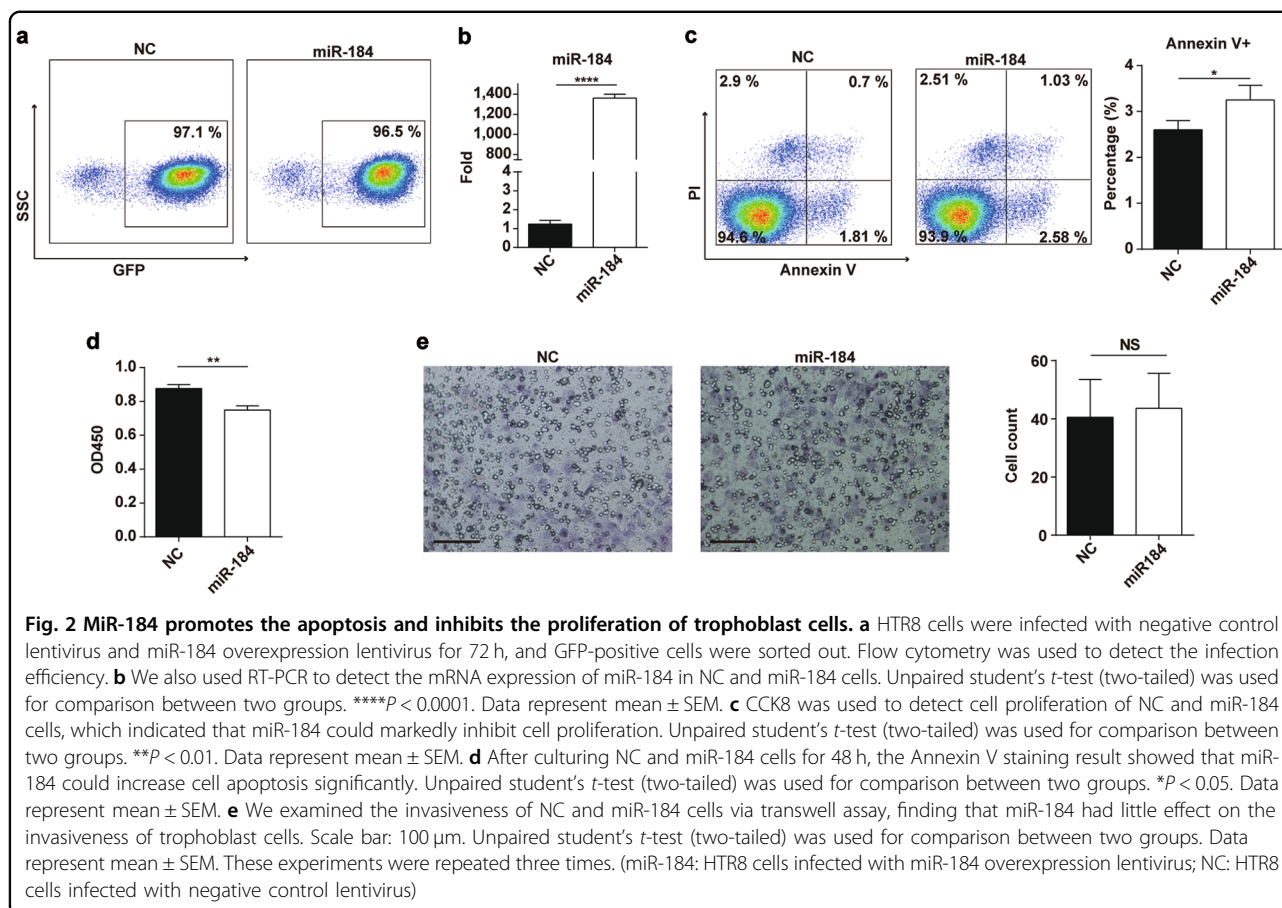 a
NC
miR-184
97.1 %
96.5 %
SSC
GFP
b
miR-184
****
1,400
1,200
1,000
800
4
3
2
1
0
Fold
NC
miR-184
c
NC
miR-184
2.9 %
0.7 %
2.51 %
1.03 %
94.6 %
1.81 %
93.9 %
2.58 %
PI
Annexin V
Annexin V+
*
4
3
2
1
0
Percentage (%)
NC
miR-184
d
**
1.0
0.8
0.6
0.4
0.2
0.0
OD450
NC
miR-184
e
NC
miR-184
NS
60
40
20
0
Cell count
NC
miR184
Fig. 2 MiR-184 promotes the apoptosis and inhibits the proliferation of trophoblast cells. a HTR8 cells were infected with negative control
lentivirus and miR-184 overexpression lentivirus for 72 h, and GFP-positive cells were sorted out. Flow cytometry was used to detect the infection
efficiency. b We also used RT-PCR to detect the mRNA expression of miR-184 in NC and miR-184 cells. Unpaired student's t-test (two-tailed) was used
for comparison between two groups. ****P < 0.0001. Data represent mean ± SEM. c CCK8 was used to detect cell proliferation of NC and miR-184
cells, which indicated that miR-184 could markedly inhibit cell proliferation. Unpaired student's t-test (two-tailed) was used for comparison between
two groups. **P < 0.01. Data represent mean ± SEM. d After culturing NC and miR-184 cells for 48 h, the Annexin V staining result showed that miR-
184 could increase cell apoptosis significantly. Unpaired student's t-test (two-tailed) was used for comparison between two groups. *P < 0.05. Data
represent mean ± SEM. e We examined the invasiveness of NC and miR-184 cells via transwell assay, finding that miR-184 had little effect on the
invasiveness of trophoblast cells. Scale bar: 100 µm. Unpaired student's t-test (two-tailed) was used for comparison between two groups. Data
represent mean ± SEM. These experiments were repeated three times. (miR-184: HTR8 cells infected with miR-184 overexpression lentivirus; NC: HTR8
cells infected with negative control lentivirus)